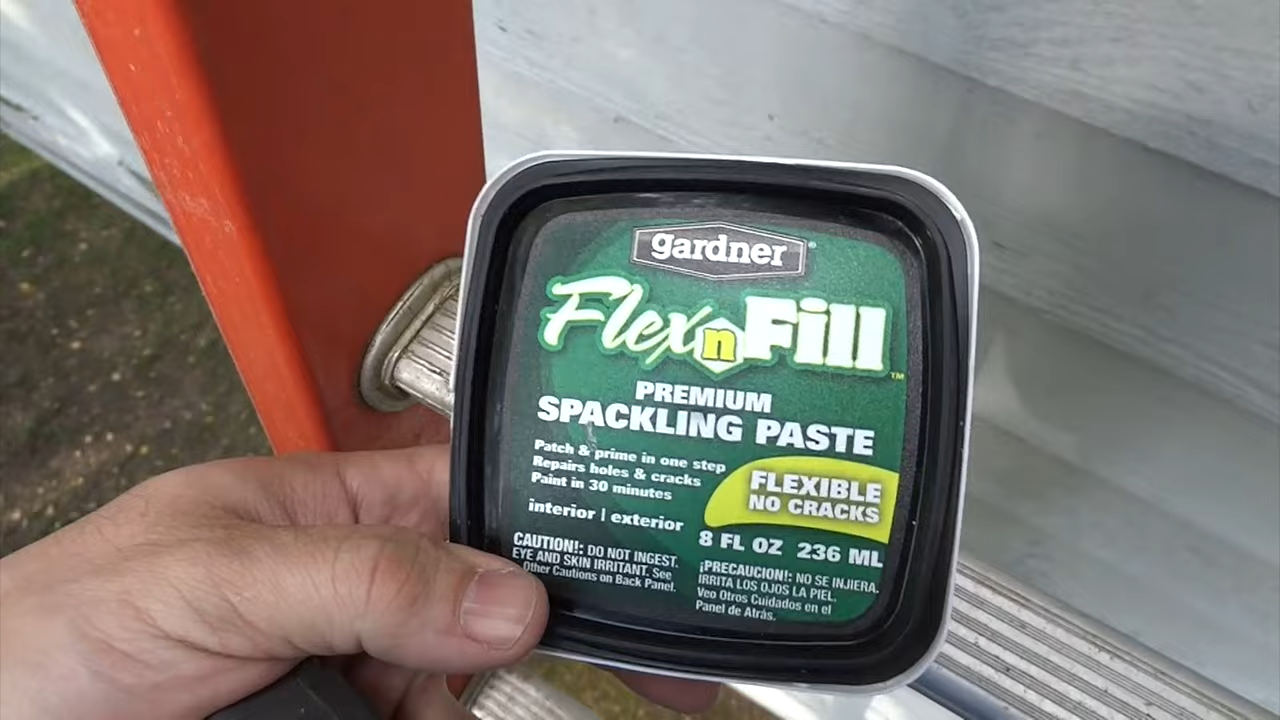 gardner®
Flex n Fill™
PREMIUM
SPACKLING PASTE
Patch & prime in one step
Repairs holes & cracks
Paint in 30 minutes
FLEXIBLE
NO CRACKS
interior | exterior
8 FL OZ 236 ML
CAUTION!: DO NOT INGEST.
EYE AND SKIN IRRITANT. See
Other Cautions on Back Panel.
¡PRECAUCION!: NO SE INJIERA.
IRRITA LOS OJOS LA PIEL.
Veo Otros Cuidados en el
Panel de Atrás.